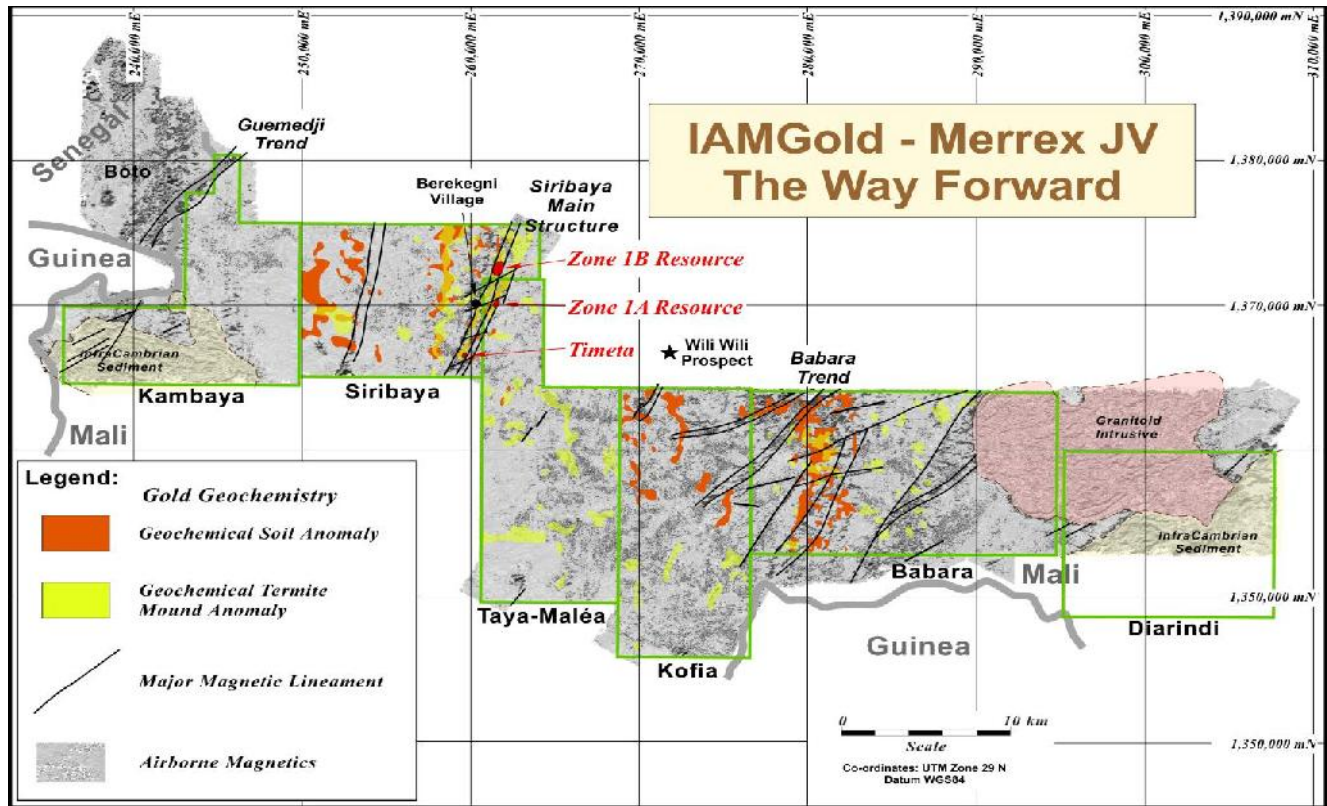 240,000 mE
250,000 mE
260,000 mE
270,000 mE
280,000 mE
290,000 mE
300,000 mE
310,000 mE
1,390,000 mN
IAMGold - Merrex JV
The Way Forward
Senegal
Guemedji
Trend
Boto
1,380,000 mN
Berekegni
Village
Siribaya
Main
Structure
Guinea
Zone 1B Resource
Zone 1A Resource
1,370,000 mN
Timeta
Wili Wili
Prospect
Babara
Trend
InfraCambrian
Sediment
Kambaya
Siribaya
Mali
Granitoid
Intrusive
InfraCambrian
Sediment
Babara
Mali
Taya-Maléa
1,350,000 mN
Diarindi
Guinea
Kofia
Legend:
Gold Geochemistry
Geochemical Soil Anomaly
Geochemical Termite
Mound Anomaly
Major Magnetic Lineament
Airborne Magnetics
0 10 km
Scale
Co-ordinates: UTM Zone 29 N
Datum WGS84
1,350,000 mN